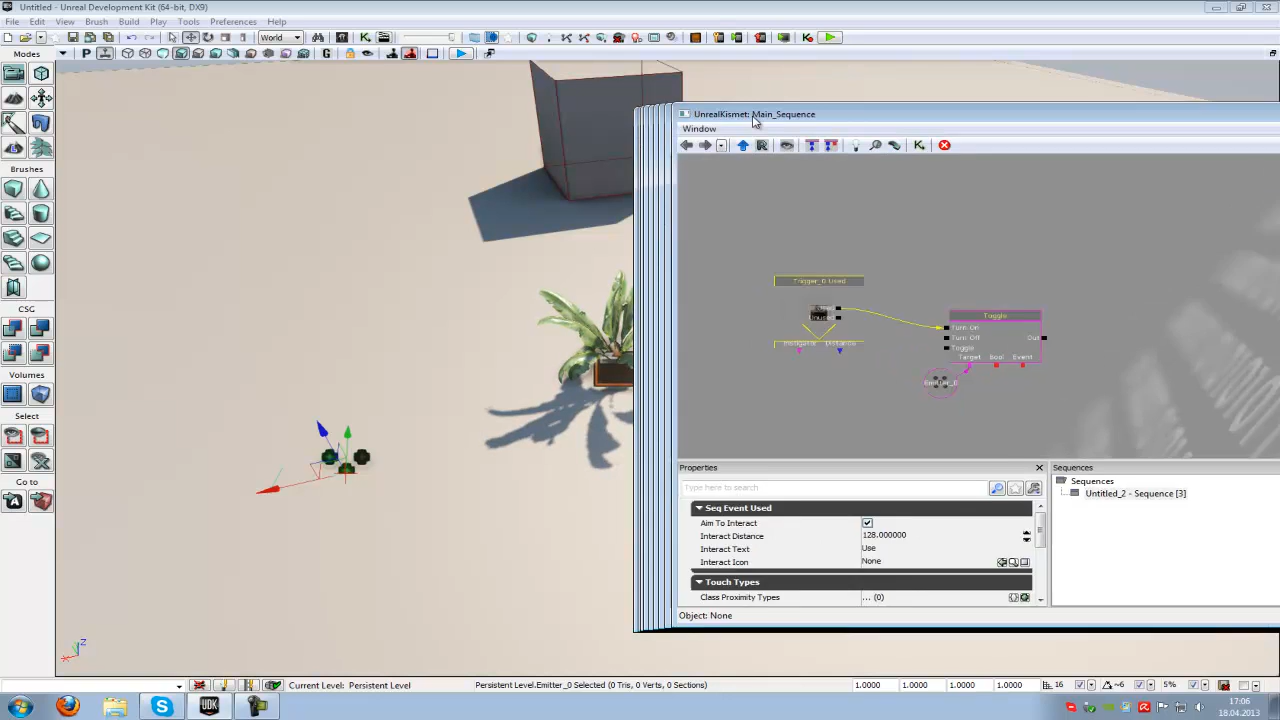 Untitled - Unreal Development Kit (64-bit, DX9)
File Edit View Brush Build Play Tools Preferences Help
World
P
G
Modes
Brushes
CSG
Volumes
Select
Go to
UnrealKismet: Main_Sequence
Window
Trigger_0 Used
Toggle
Turn On
Turn Off
Out
Toggle
Instigator Distance
Target Bool Event
Emitter_0
Properties
Type here to search
Seq Event Used
Aim To Interact
Interact Distance 128.000000
Interact Text Use
Interact Icon None
Touch Types
Class Proximity Types ... (0)
Object: None
Sequences
Sequences
Untitled_2 - Sequence [3]
Z
Current Level: Persistent Level
Persistent Level.Emitter_0 Selected (0 Tris, 0 Verts, 0 Sections)
1.0000 1.0000 1.0000 1.0000
16
~6
5%
UDK
17:06
18.04.2013